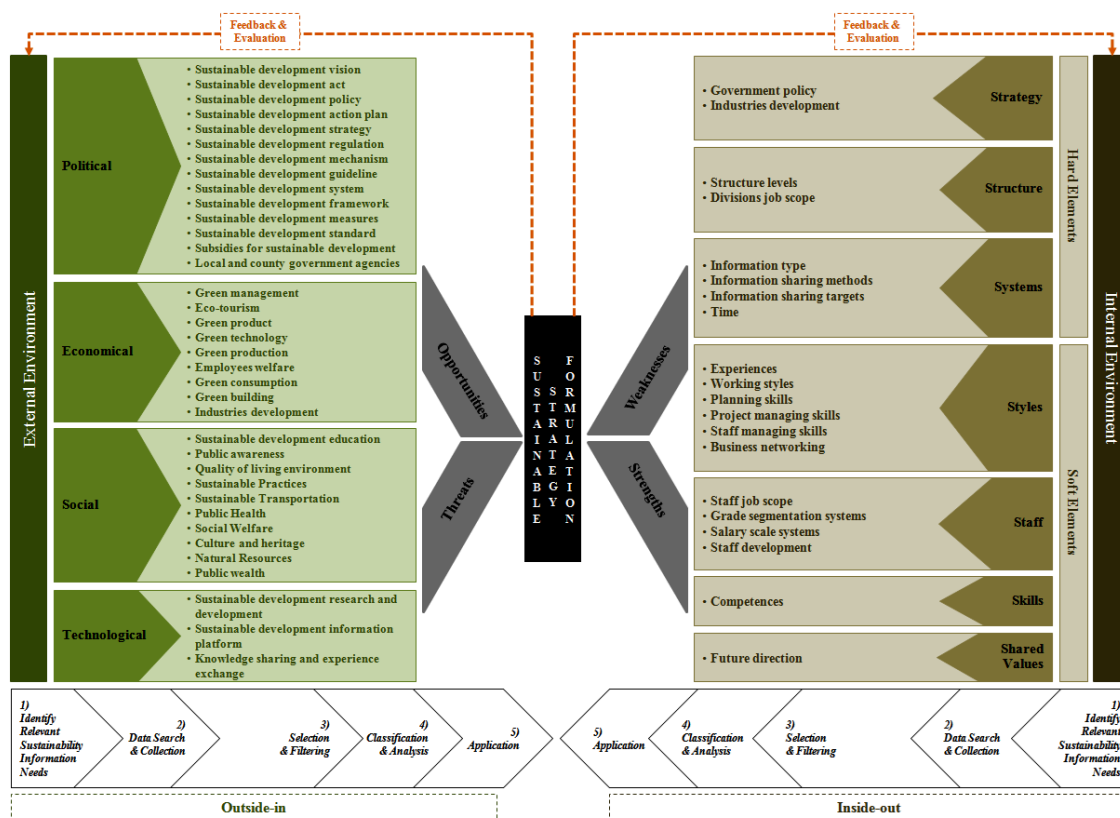 Feedback &
Evaluation
Feedback &
Evaluation
External Environment
Political
• Sustainable development vision
• Sustainable development act
• Sustainable development policy
• Sustainable development action plan
• Sustainable development strategy
• Sustainable development regulation
• Sustainable development mechanism
• Sustainable development guideline
• Sustainable development system
• Sustainable development framework
• Sustainable development measures
• Sustainable development standard
• Subsidies for sustainable development
• Local and county government agencies
Economical
• Green management
• Eco-tourism
• Green product
• Green technology
• Green production
• Employees welfare
• Green consumption
• Green building
• Industries development
Social
• Sustainable development education
• Public awareness
• Quality of living environment
• Sustainable Practices
• Sustainable Transportation
• Public Health
• Social Welfare
• Culture and heritage
• Natural Resources
• Public wealth
Technological
• Sustainable development research and
development
• Sustainable development information
platform
• Knowledge sharing and experience
exchange
Opportunities
Threats
SUSTAINABLE
STRATEGY
FORMULATION
Weaknesses
Strengths
• Government policy
• Industries development
Strategy
• Structure levels
• Divisions job scope
Structure
• Information type
• Information sharing methods
• Information sharing targets
• Time
Systems
• Experiences
• Working styles
• Planning skills
• Project managing skills
• Staff managing skills
• Business networking
Styles
• Staff job scope
• Grade segmentation systems
• Salary scale systems
• Staff development
Staff
• Competences
Skills
• Future direction
Shared
Values
Hard Elements
Soft Elements
Internal Environment
1)
Identify
Relevant
Sustainability
Information
Needs
2)
Data Search
& Collection
3)
Selection
& Filtering
4)
Classification
& Analysis
5)
Application
5)
Application
4)
Classification
& Analysis
3)
Selection
& Filtering
2)
Data Search
& Collection
1)
Identify
Relevant
Sustainability
Information
Needs
Outside-in
Inside-out